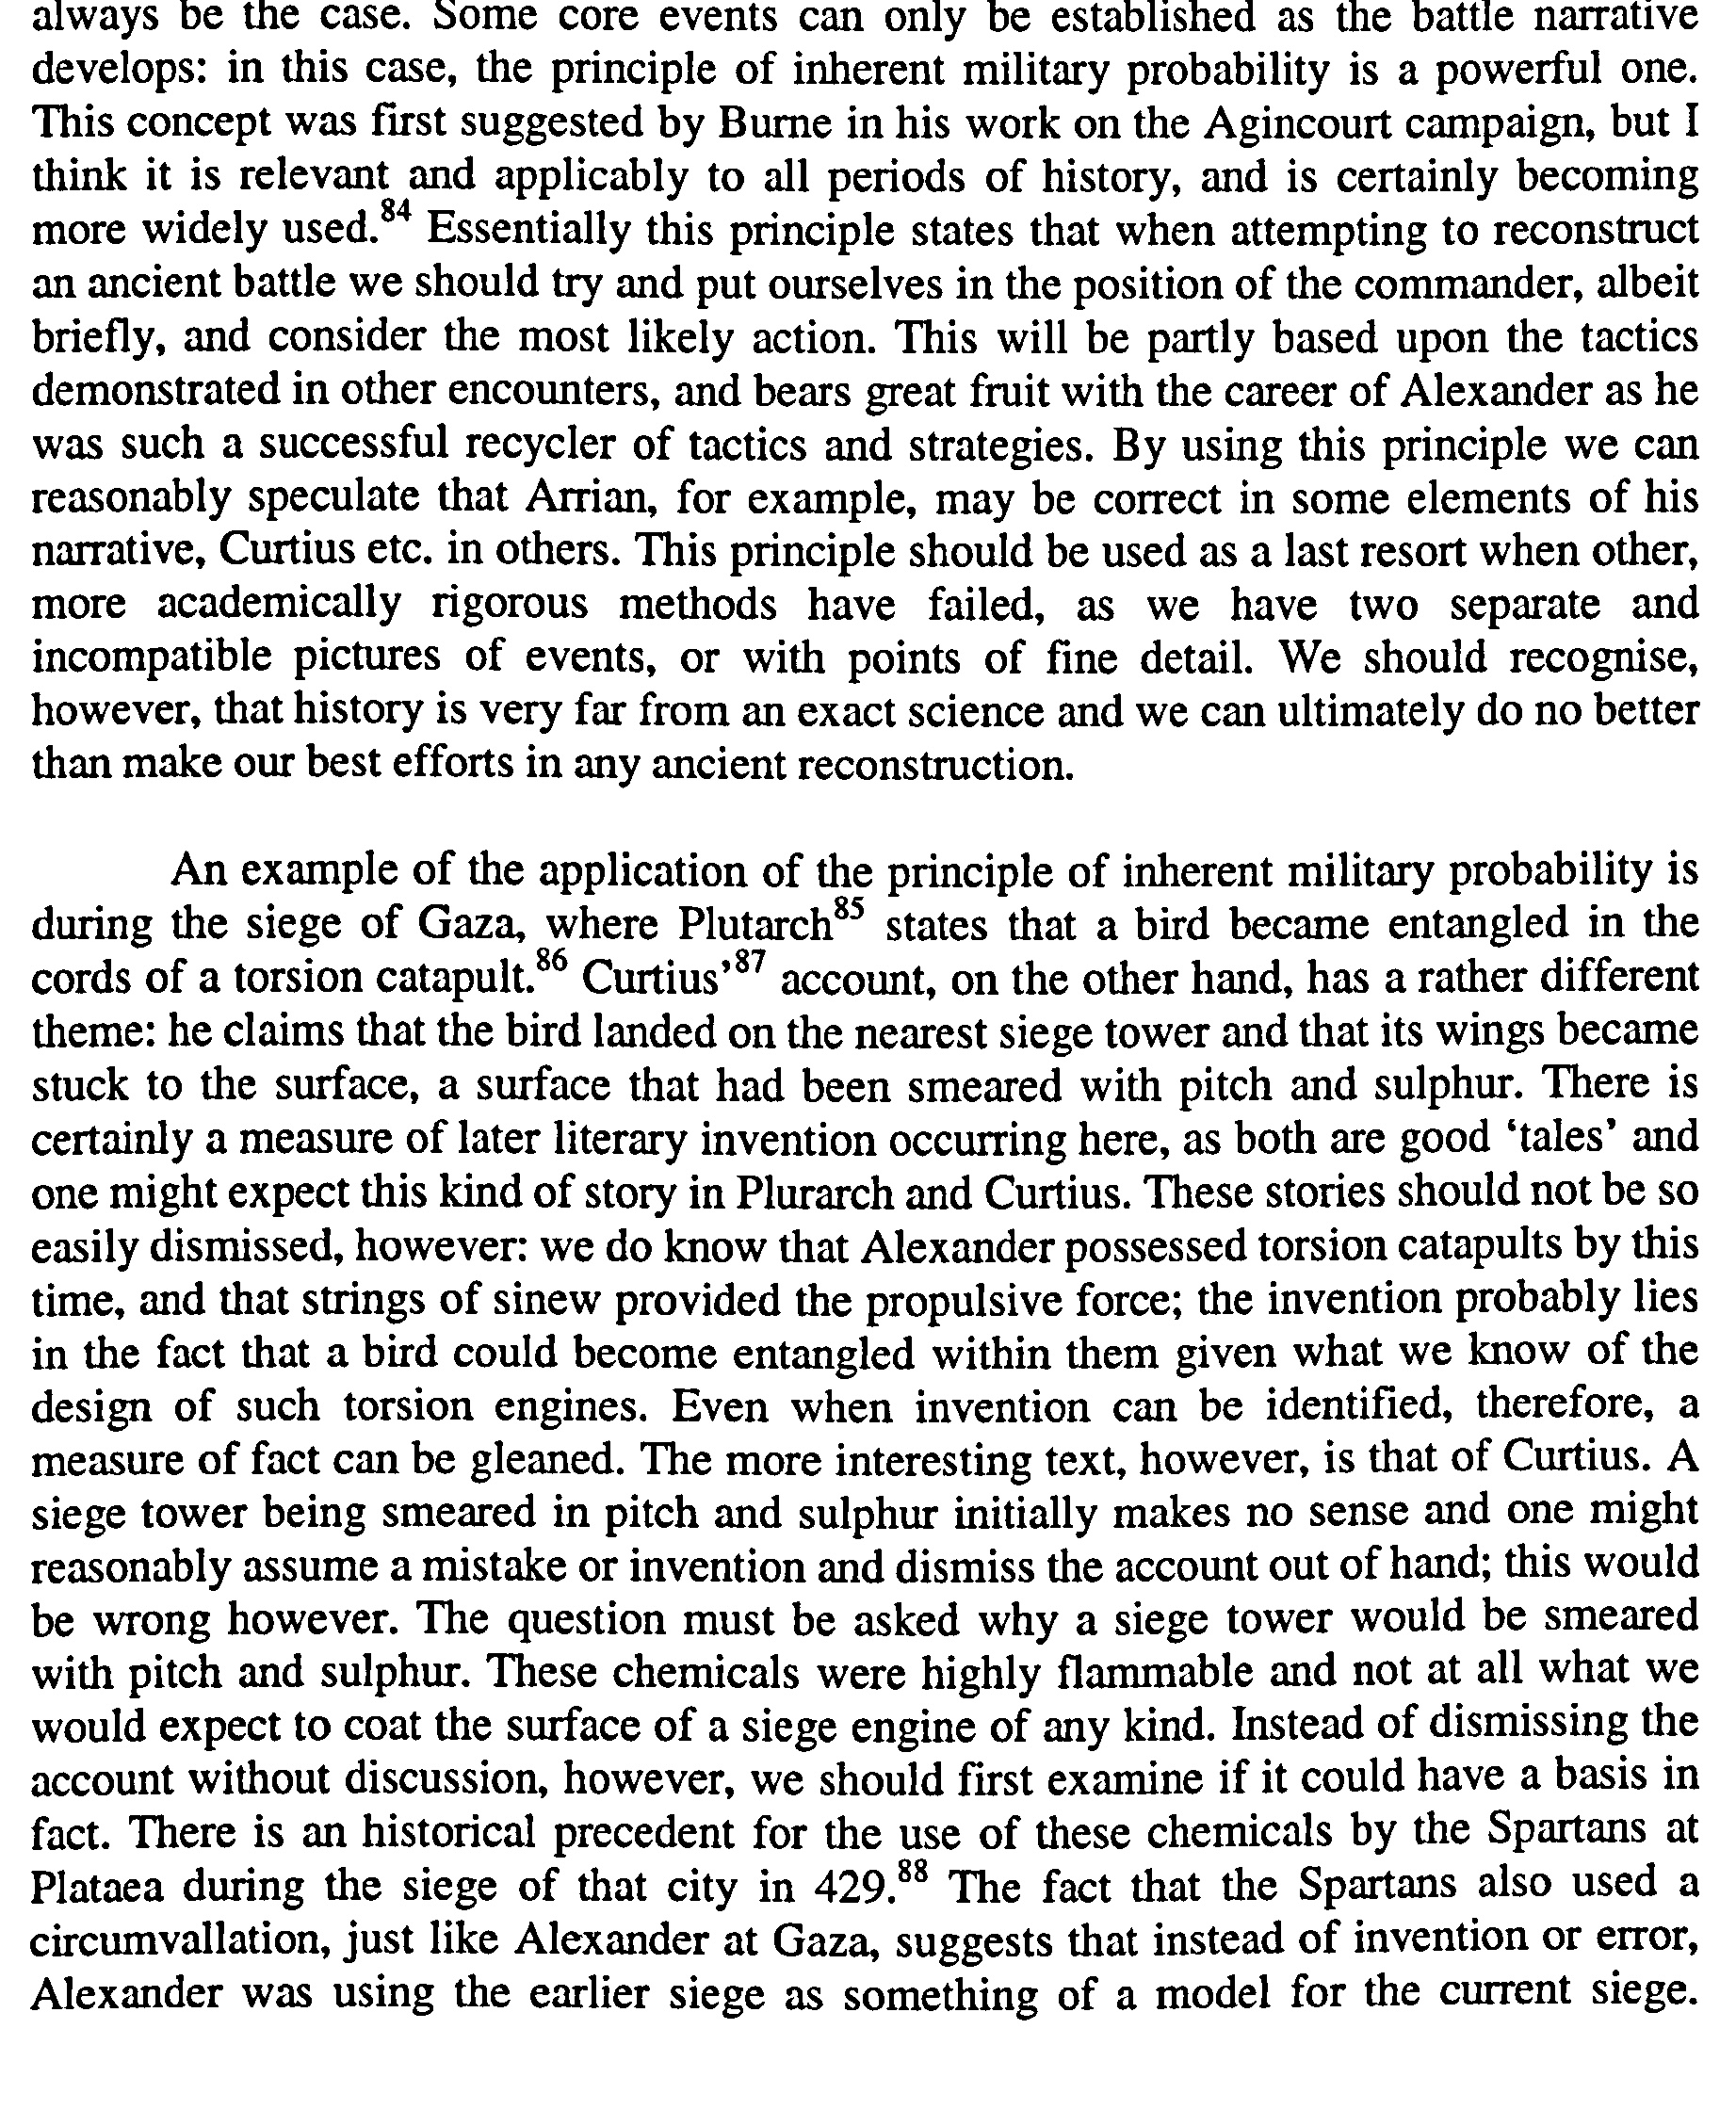 always be the case. Some core events can only be established as the battle narrative
develops: in this case, the principle of inherent military probability is a powerful one.
This concept was first suggested by Burne in his work on the Agincourt campaign, but I
think it is relevant and applicably to all periods of history, and is certainly becoming
more widely used.84 Essentially this principle states that when attempting to reconstruct
an ancient battle we should try and put ourselves in the position of the commander, albeit
briefly, and consider the most likely action. This will be partly based upon the tactics
demonstrated in other encounters, and bears great fruit with the career of Alexander as he
was such a successful recycler of tactics and strategies. By using this principle we can
reasonably speculate that Arrian, for example, may be correct in some elements of his
narrative, Curtius etc. in others. This principle should be used as a last resort when other,
more academically rigorous methods have failed, as we have two separate and
incompatible pictures of events, or with points of fine detail. We should recognise,
however, that history is very far from an exact science and we can ultimately do no better
than make our best efforts in any ancient reconstruction.
An example of the application of the principle of inherent military probability is
during the siege of Gaza, where Plutarch85 states that a bird became entangled in the
cords of a torsion catapult.86 Curtius’87 account, on the other hand, has a rather different
theme: he claims that the bird landed on the nearest siege tower and that its wings became
stuck to the surface, a surface that had been smeared with pitch and sulphur. There is
certainly a measure of later literary invention occurring here, as both are good ‘tales’ and
one might expect this kind of story in Plurarch and Curtius. These stories should not be so
easily dismissed, however: we do know that Alexander possessed torsion catapults by this
time, and that strings of sinew provided the propulsive force; the invention probably lies
in the fact that a bird could become entangled within them given what we know of the
design of such torsion engines. Even when invention can be identified, therefore, a
measure of fact can be gleaned. The more interesting text, however, is that of Curtius. A
siege tower being smeared in pitch and sulphur initially makes no sense and one might
reasonably assume a mistake or invention and dismiss the account out of hand; this would
be wrong however. The question must be asked why a siege tower would be smeared
with pitch and sulphur. These chemicals were highly flammable and not at all what we
would expect to coat the surface of a siege engine of any kind. Instead of dismissing the
account without discussion, however, we should first examine if it could have a basis in
fact. There is an historical precedent for the use of these chemicals by the Spartans at
Plataea during the siege of that city in 429.88 The fact that the Spartans also used a
circumvallation, just like Alexander at Gaza, suggests that instead of invention or error,
Alexander was using the earlier siege as something of a model for the current siege.